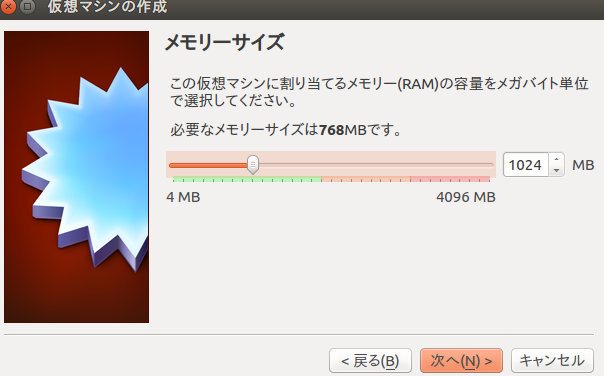 仮想マシンの作成
メモリーサイズ
この仮想マシンに割り当てるメモリー(RAM)の容量をメガバイト単位
で選択してください。
必要なメモリーサイズは768MBです。
1024 MB
4 MB 4096 MB
< 戻る(B) 次へ(N) > キャンセル